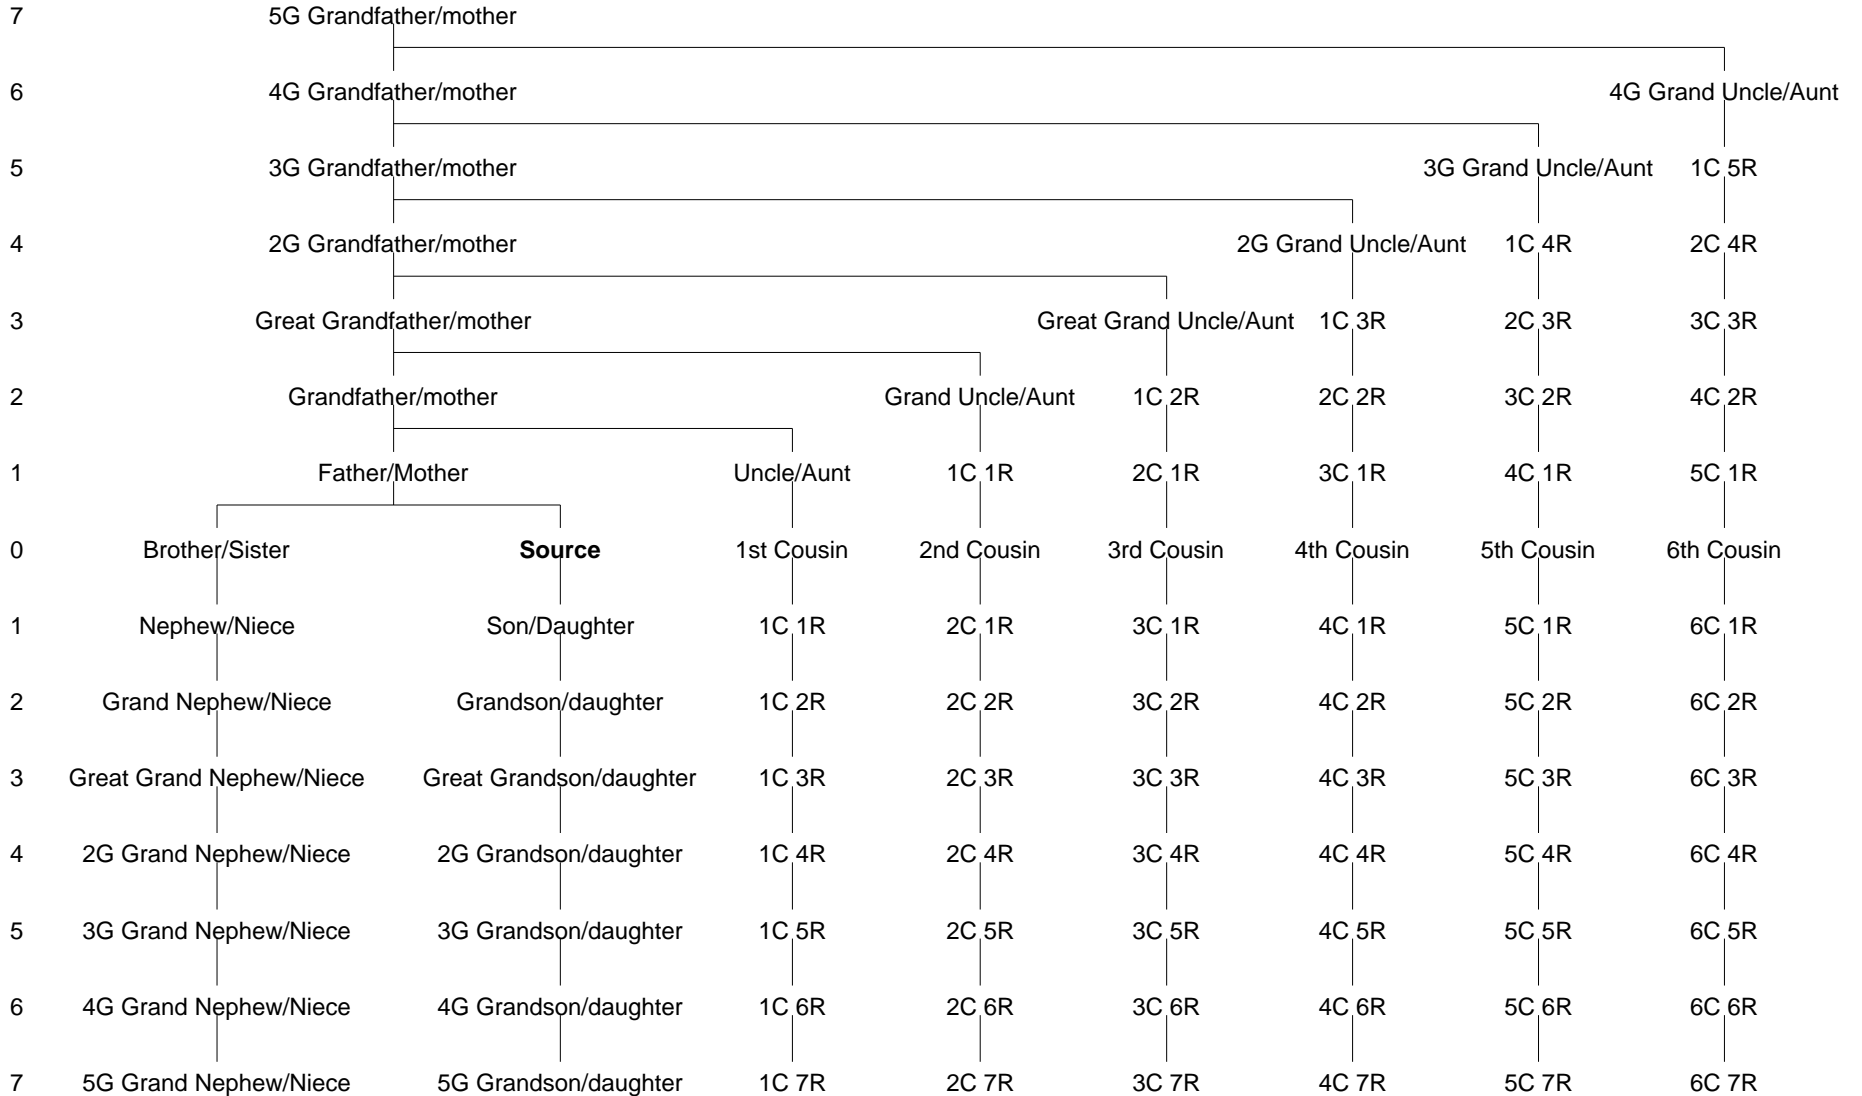 7 5G Grandfather/mother
6 4G Grandfather/mother 4G Grand Uncle/Aunt
5 3G Grandfather/mother 3G Grand Uncle/Aunt 1C 5R
4 2G Grandfather/mother 2G Grand Uncle/Aunt 1C 4R 2C 4R
3 Great Grandfather/mother Great Grand Uncle/Aunt 1C 3R 2C 3R 3C 3R
2 Grandfather/mother Grand Uncle/Aunt 1C 2R 2C 2R 3C 2R 4C 2R
1 Father/Mother Uncle/Aunt 1C 1R 2C 1R 3C 1R 4C 1R 5C 1R
0 Brother/Sister Source 1st Cousin 2nd Cousin 3rd Cousin 4th Cousin 5th Cousin 6th Cousin
1 Nephew/Niece Son/Daughter 1C 1R 2C 1R 3C 1R 4C 1R 5C 1R 6C 1R
2 Grand Nephew/Niece Grandson/daughter 1C 2R 2C 2R 3C 2R 4C 2R 5C 2R 6C 2R
3 Great Grand Nephew/Niece Great Grandson/daughter 1C 3R 2C 3R 3C 3R 4C 3R 5C 3R 6C 3R
4 2G Grand Nephew/Niece 2G Grandson/daughter 1C 4R 2C 4R 3C 4R 4C 4R 5C 4R 6C 4R
5 3G Grand Nephew/Niece 3G Grandson/daughter 1C 5R 2C 5R 3C 5R 4C 5R 5C 5R 6C 5R
6 4G Grand Nephew/Niece 4G Grandson/daughter 1C 6R 2C 6R 3C 6R 4C 6R 5C 6R 6C 6R
7 5G Grand Nephew/Niece 5G Grandson/daughter 1C 7R 2C 7R 3C 7R 4C 7R 5C 7R 6C 7R